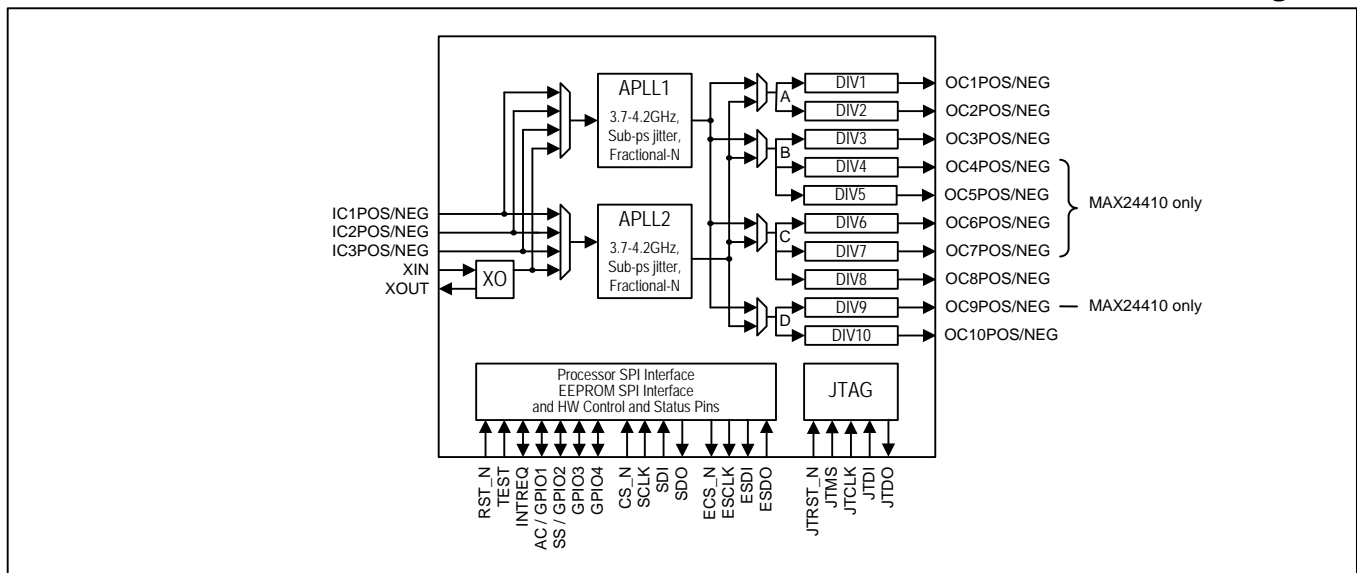 APLL1
3.7-4.2GHz,
Sub-ps jitter,
Fractional-N
APLL2
3.7-4.2GHz,
Sub-ps jitter,
Fractional-N
IC1POS/NEG
IC2POS/NEG
IC3POS/NEG
XIN
XOUT
XO
A
B
C
D
DIV1
DIV2
DIV3
DIV4
DIV5
DIV6
DIV7
DIV8
DIV9
DIV10
OC1POS/NEG
OC2POS/NEG
OC3POS/NEG
OC4POS/NEG
OC5POS/NEG
OC6POS/NEG
OC7POS/NEG
OC8POS/NEG
OC9POS/NEG
OC10POS/NEG
MAX24410 only
MAX24410 only
Processor SPI Interface
EEPROM SPI Interface
and HW Control and Status Pins
JTAG
RST_N
TEST
INTREQ
AC / GPIO1
SS / GPIO2
GPIO3
GPIO4
CS_N
SCLK
SDI
SDO
ECS_N
ESCLK
ESDI
ESDO
JTRST_N
JTMS
JTCLK
JTDI
JTDO